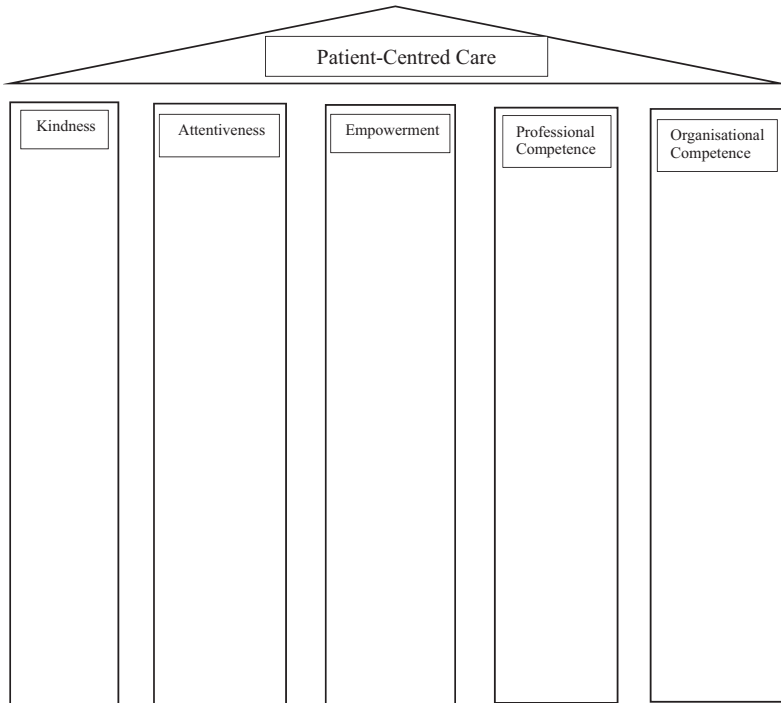 Patient-Centred Care
Kindness
Attentiveness
Empowerment
Professional
Competence
Organisational
Competence